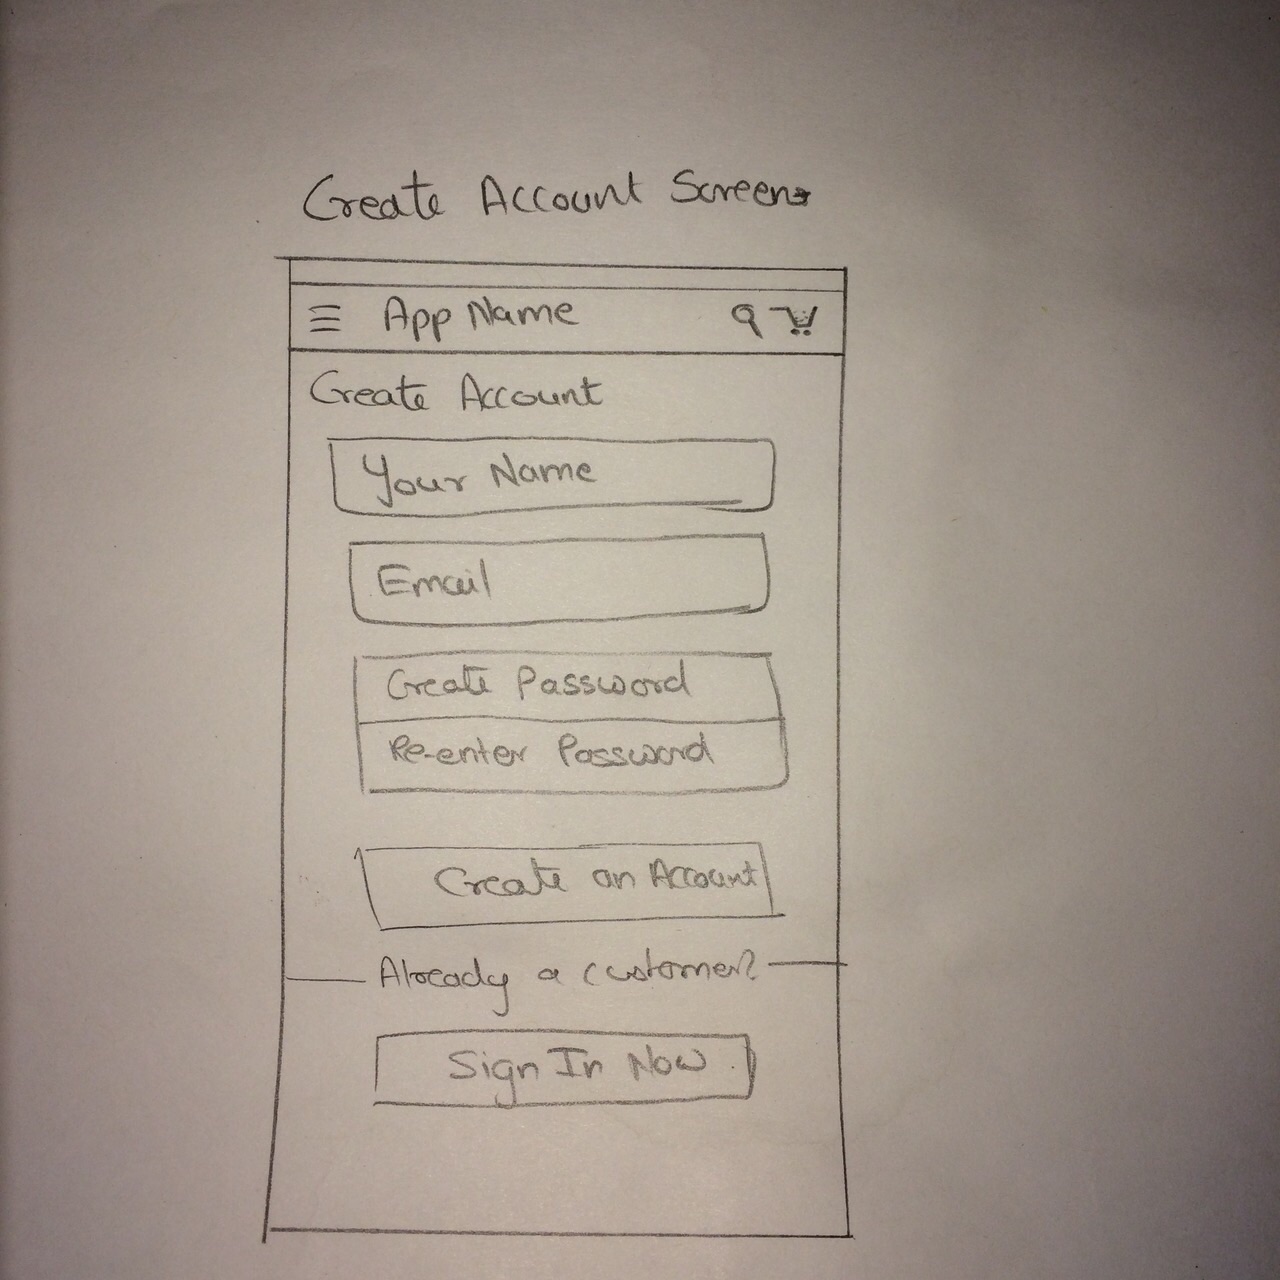 Create Account Screen
App Name
Create Account
Your Name
Email
Create Password
Re-enter Password
Create an Account
Already a customer?
Sign In Now